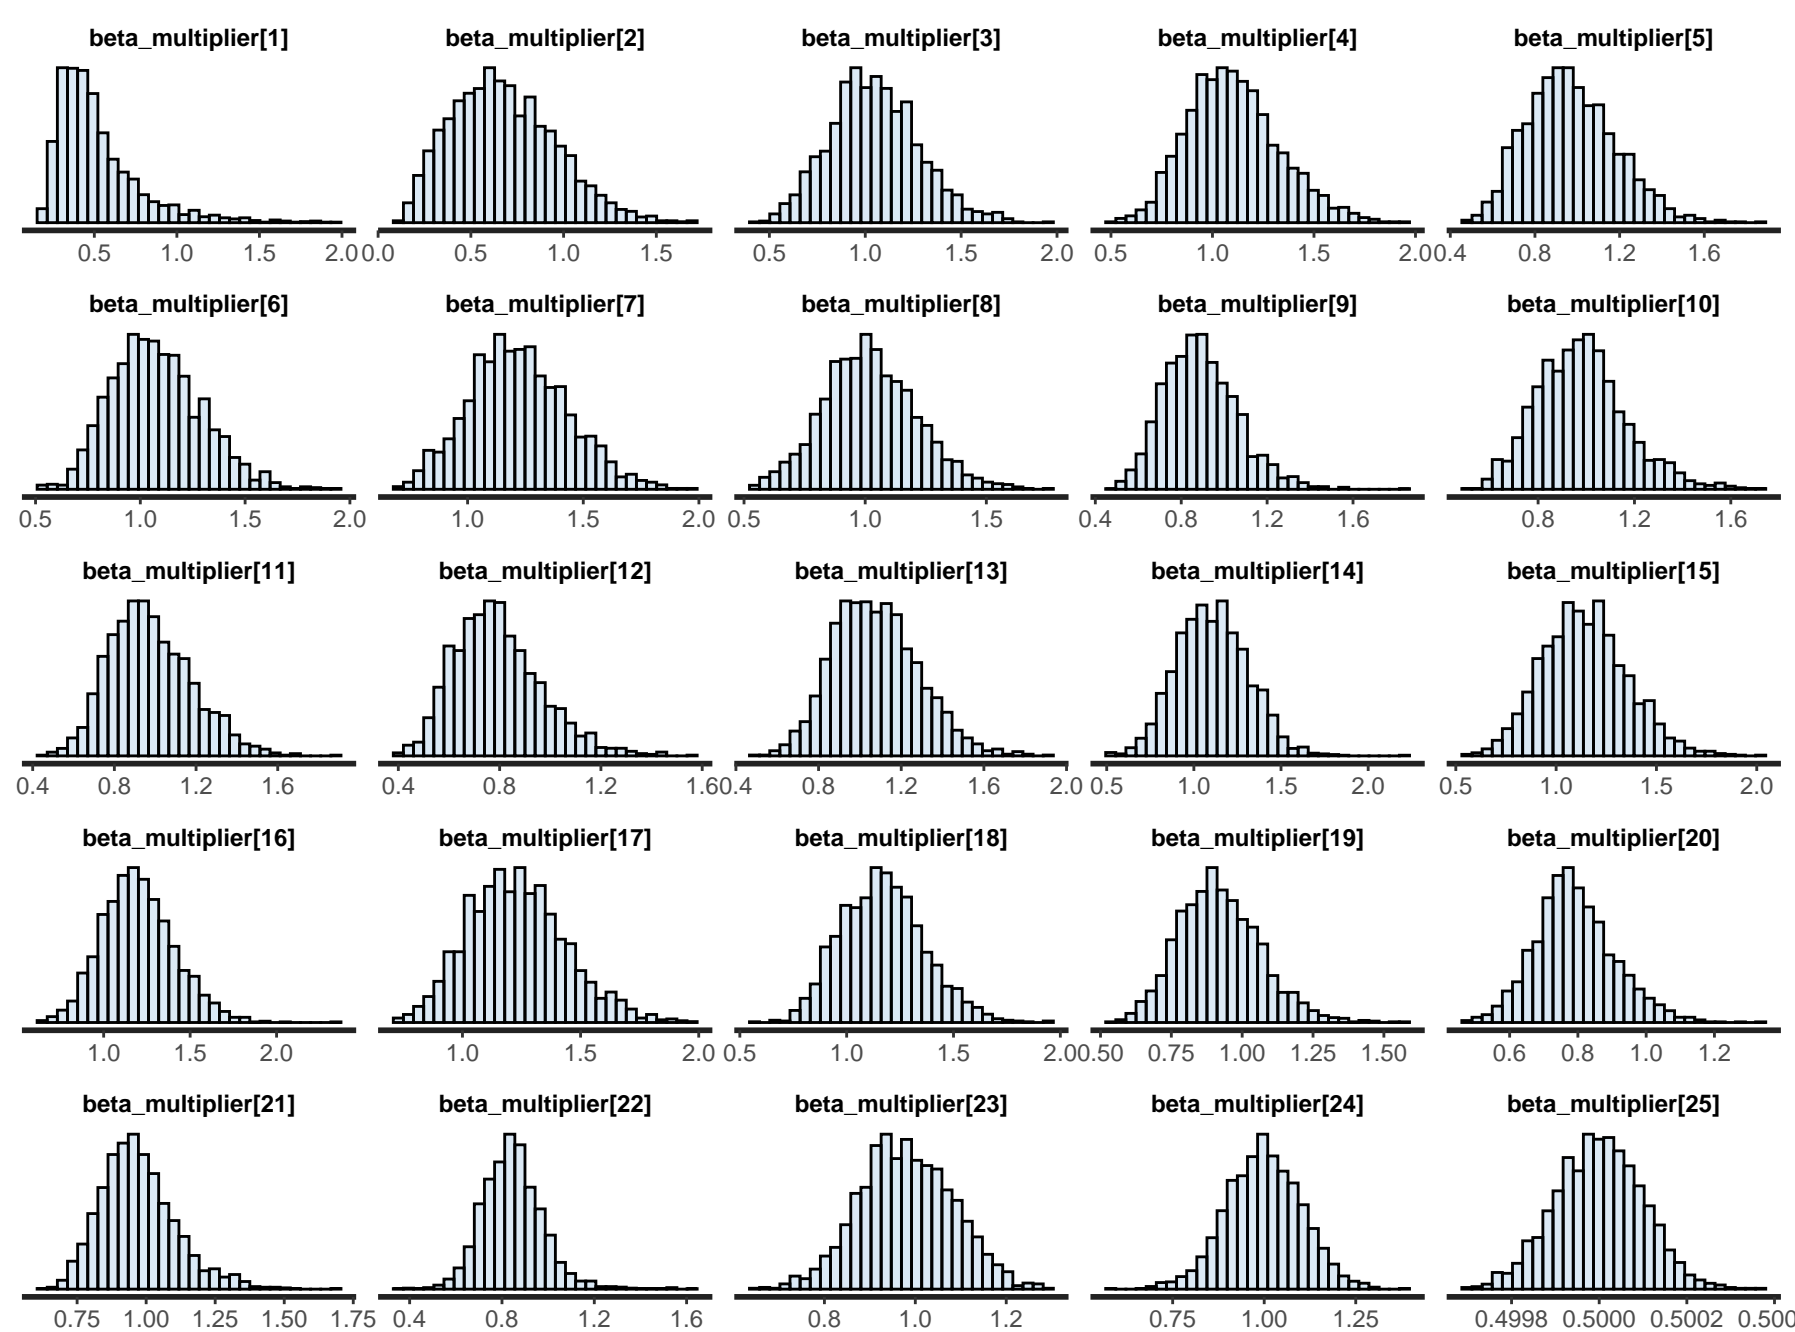 beta_multiplier[1] beta_multiplier[2] beta_multiplier[3] beta_multiplier[4] beta_multiplier[5]
0.5 1.0 1.5 2.0 0.0 0.5 1.0 1.5 0.5 1.0 1.5 2.0 0.5 1.0 1.5 2.0 0.4 0.8 1.2 1.6
beta_multiplier[6] beta_multiplier[7] beta_multiplier[8] beta_multiplier[9] beta_multiplier[10]
0.5 1.0 1.5 2.0 1.0 1.5 2.0 0.5 1.0 1.5 0.4 0.8 1.2 1.6 0.8 1.2 1.6
beta_multiplier[11] beta_multiplier[12] beta_multiplier[13] beta_multiplier[14] beta_multiplier[15]
0.4 0.8 1.2 1.6 0.4 0.8 1.2 1.6 0.4 0.8 1.2 1.6 2.0 0.5 1.0 1.5 2.0 0.5 1.0 1.5 2.0
beta_multiplier[16] beta_multiplier[17] beta_multiplier[18] beta_multiplier[19] beta_multiplier[20]
1.0 1.5 2.0 1.0 1.5 2.0 0.5 1.0 1.5 2.0 0.50 0.75 1.00 1.25 1.50 0.6 0.8 1.0 1.2
beta_multiplier[21] beta_multiplier[22] beta_multiplier[23] beta_multiplier[24] beta_multiplier[25]
0.75 1.00 1.25 1.50 1.75 0.4 0.8 1.2 1.6 0.8 1.0 1.2 0.75 1.00 1.25 0.4998 0.5000 0.5002